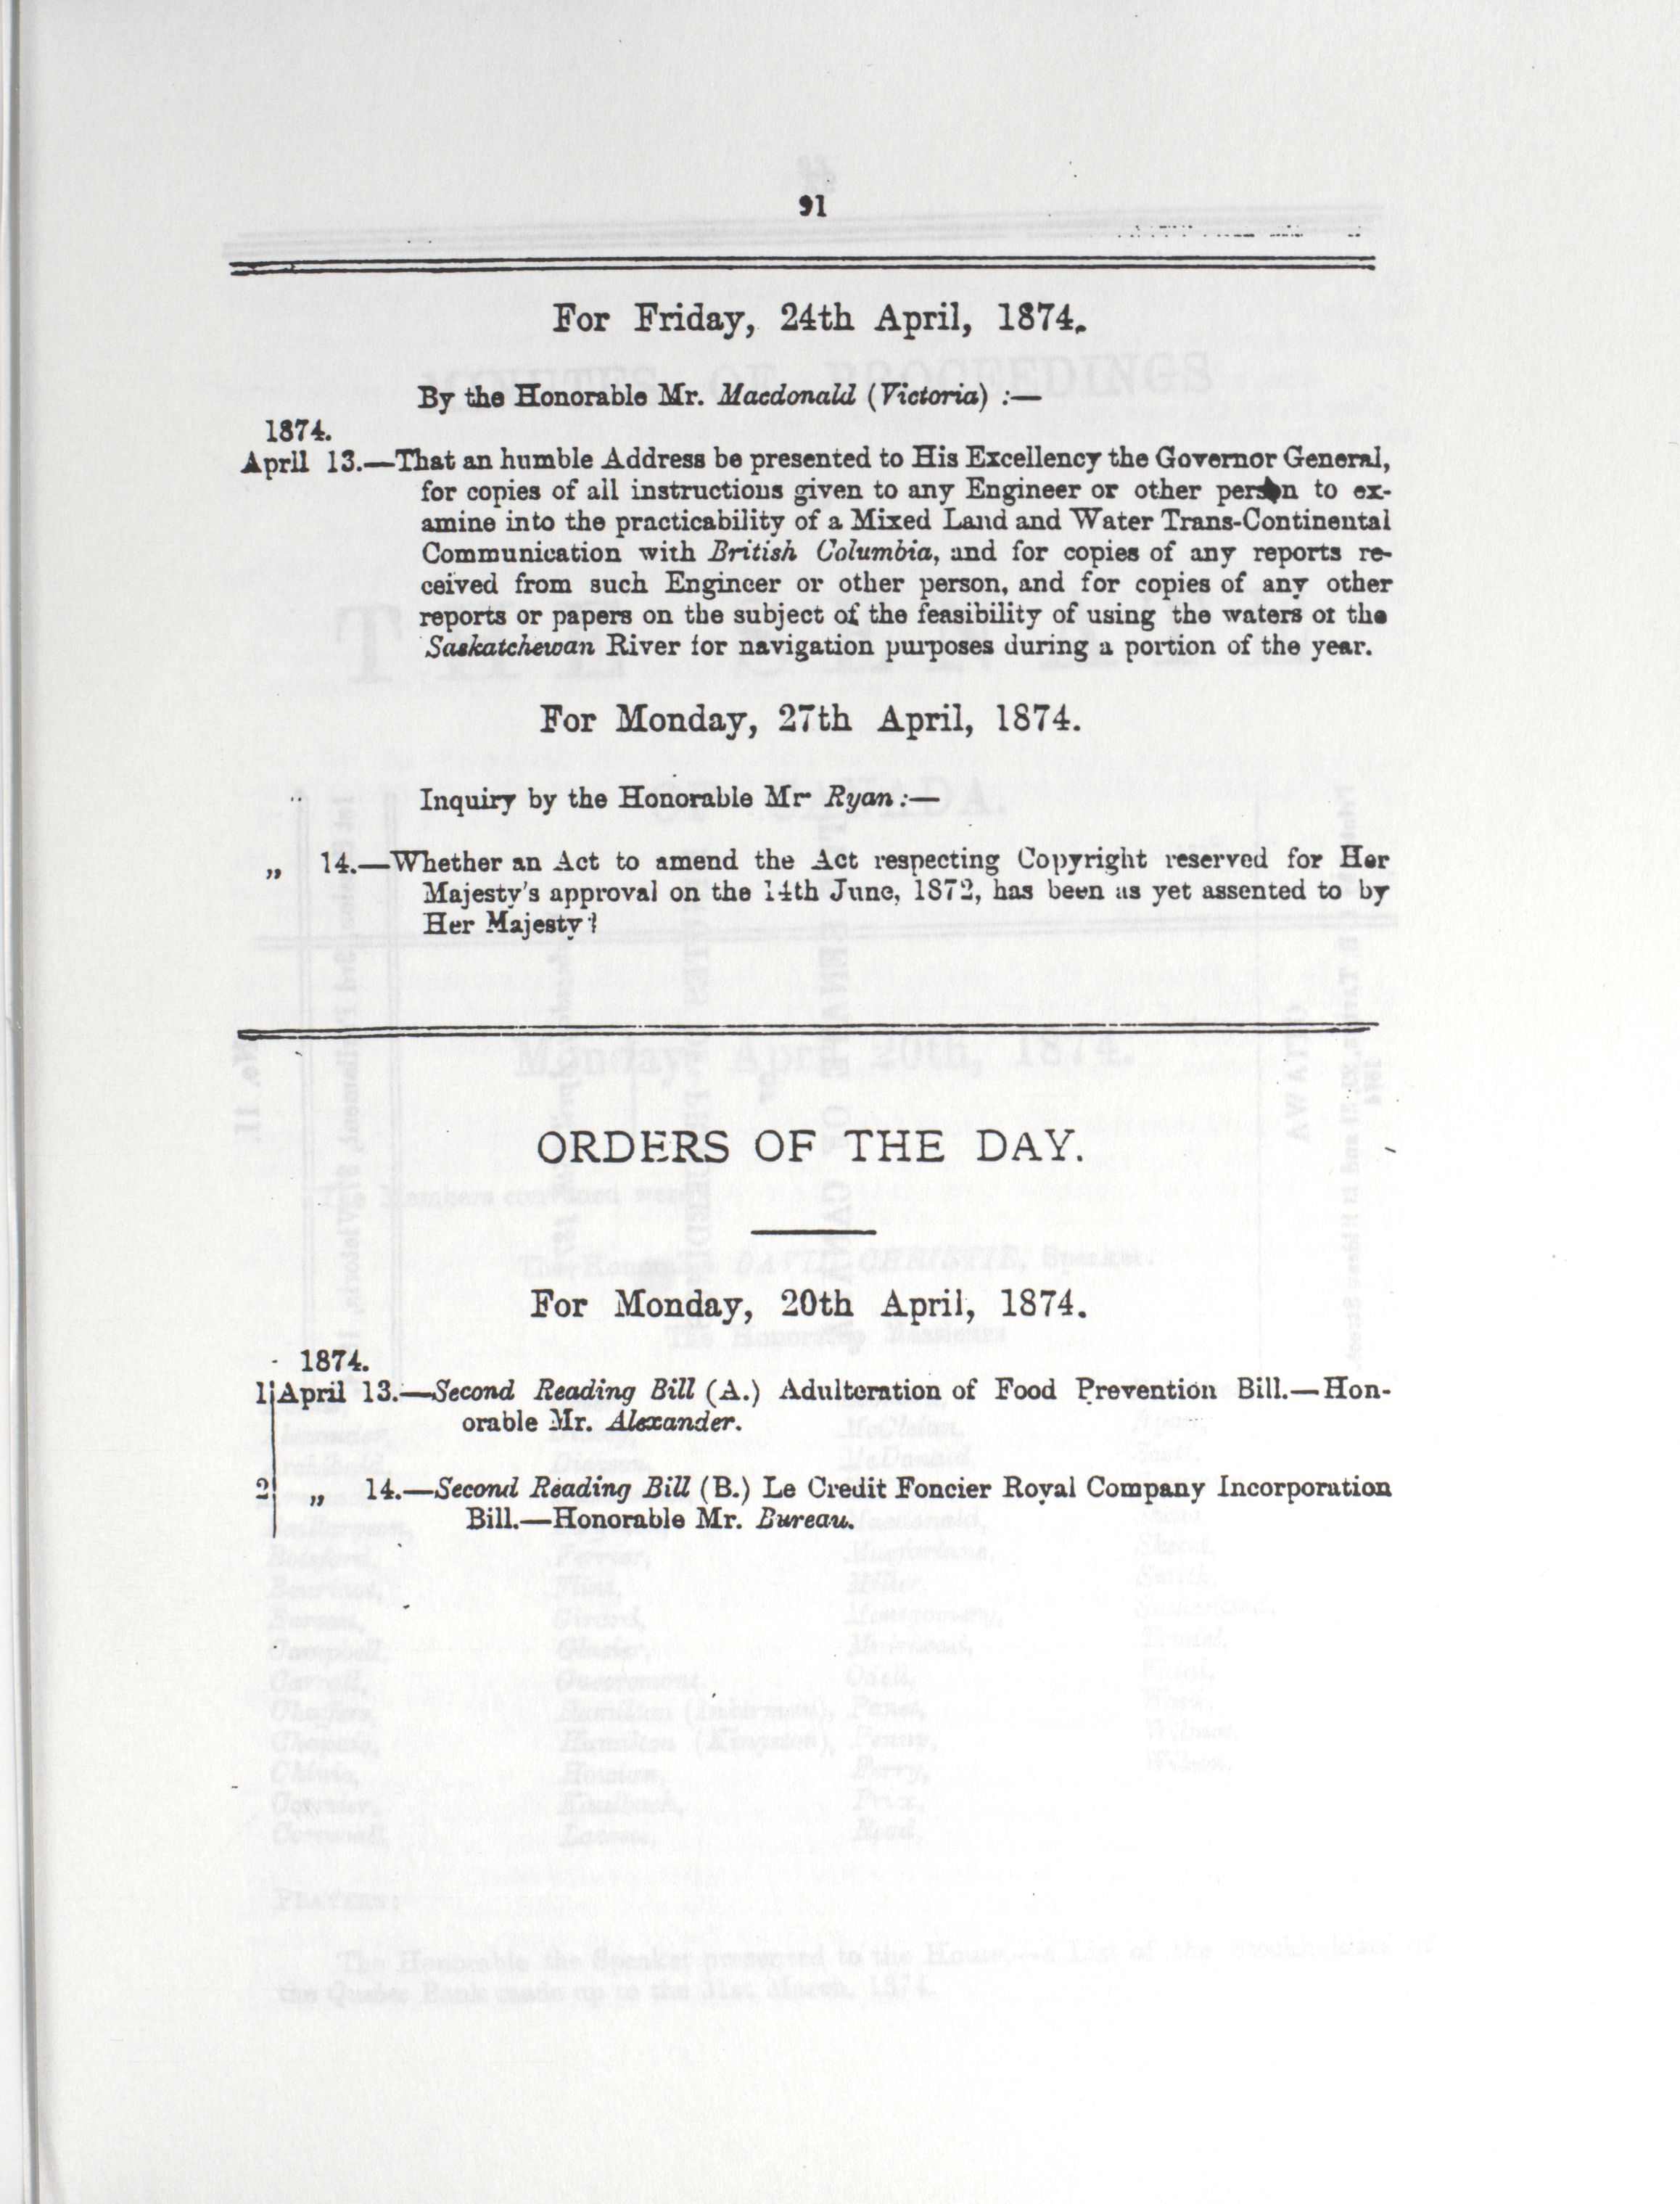 91
For Friday, 24th April, 1874.
By the Honorable Mr. Macdonald (Victoria) :—
1874.
April 13.—That an humble Address be presented to His Excellency the Governor General,
for copies of all instructions given to any Engineer or other person to ex-
amine into the practicability of a Mixed Land and Water Trans-Continental
Communication with British Columbia, and for copies of any reports re-
ceived from such Engineer or other person, and for copies of any other
reports or papers on the subject of the feasibility of using the waters of the
Saskatchewan River for navigation purposes during a portion of the year.
For Monday, 27th April, 1874.
Inquiry by the Honorable Mr Ryan :—
„ 14.—Whether an Act to amend the Act respecting Copyright reserved for Her
Majesty's approval on the 14th June, 1872, has been as yet assented to by
Her Majesty?
ORDERS OF THE DAY.
For Monday, 20th April, 1874.
1874.
1 April 13.—Second Reading Bill (A.) Adulteration of Food Prevention Bill.—Hon-
orable Mr. Alexander.
2 „ 14.—Second Reading Bill (B.) Le Credit Foncier Royal Company Incorporation
Bill.—Honorable Mr. Bureau.